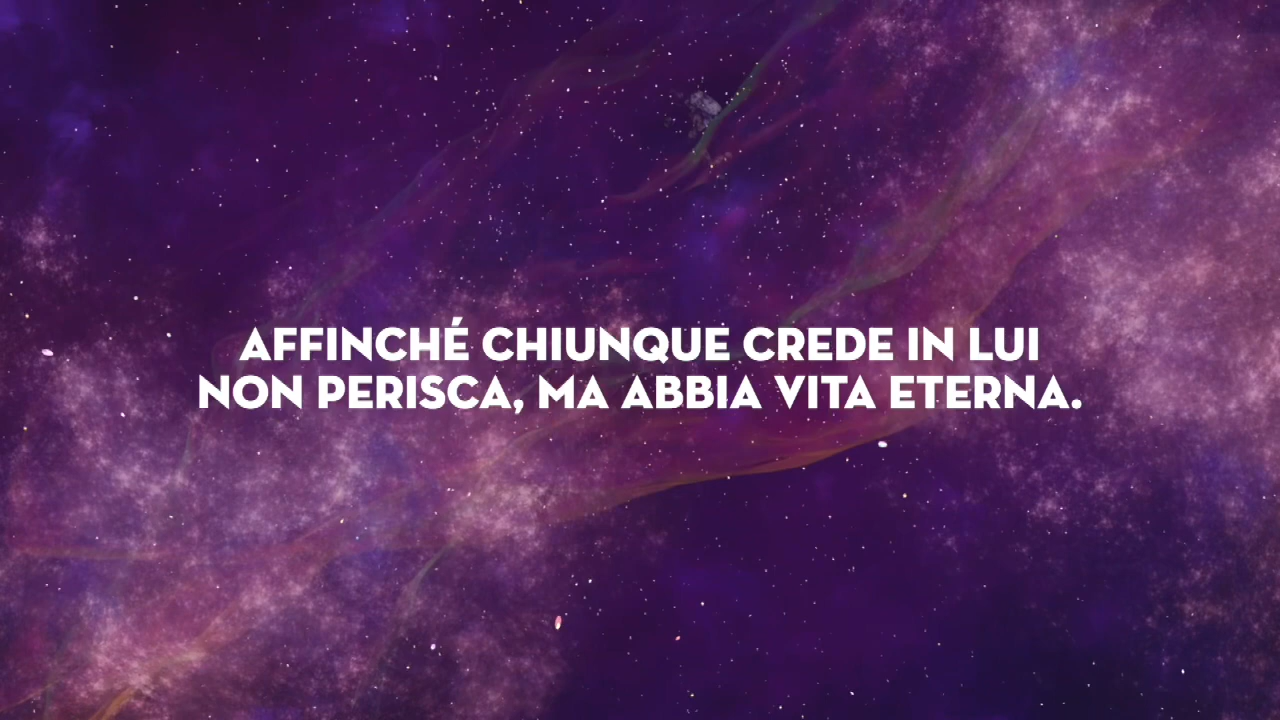 AFFINCHÉ CHIUNQUE CREDE IN LUI
NON PERISCA, MA ABBIA VITA ETERNA.